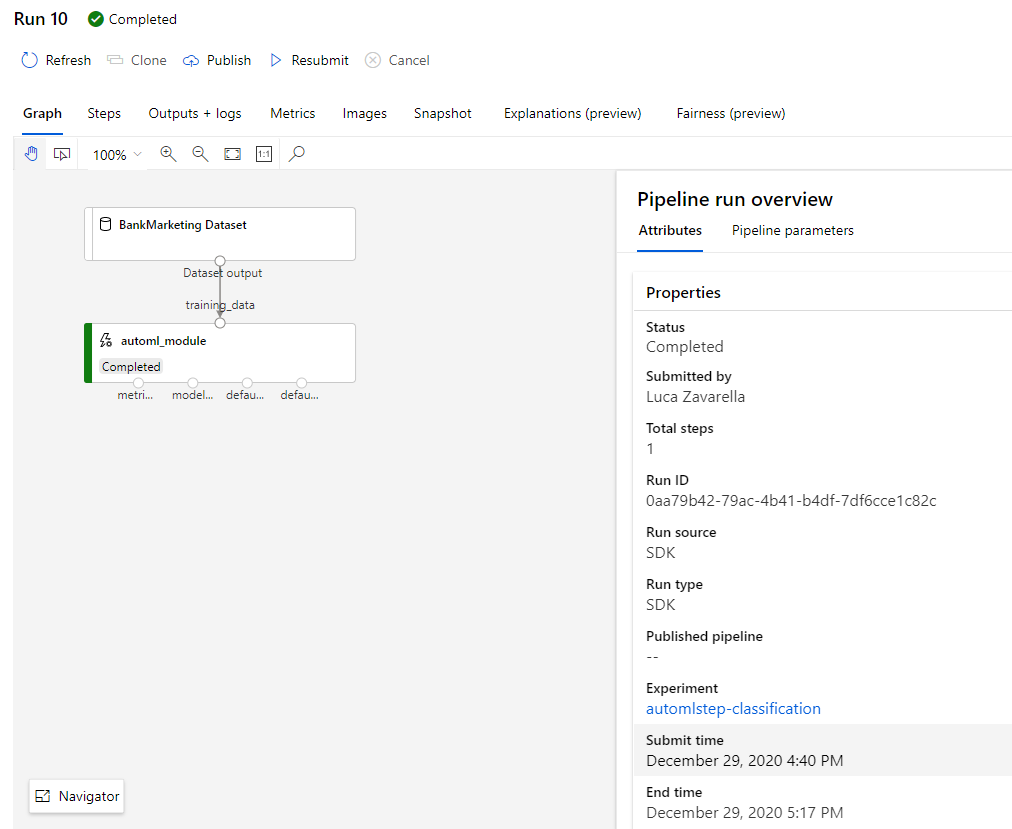 Run 10 Completed
Refresh Clone Publish Resubmit Cancel
Graph Steps Outputs + logs Metrics Images Snapshot Explanations (preview) Fairness (preview)
100% 1:1
BankMarketing Dataset
Dataset output
training_data
automl_module
Completed
metri... model... defau... defau...
Navigator
Pipeline run overview
Attributes Pipeline parameters
Properties
Status
Completed
Submitted by
Luca Zavarella
Total steps
1
Run ID
0aa79b42-79ac-4b41-b4df-7df6cce1c82c
Run source
SDK
Run type
SDK
Published pipeline
--
Experiment
automlstep-classification
Submit time
December 29, 2020 4:40 PM
End time
December 29, 2020 5:17 PM